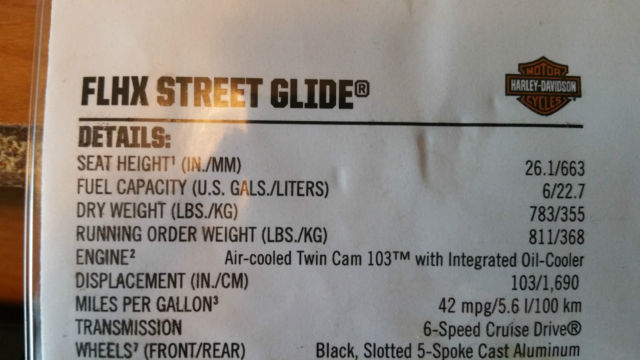 FLHX STREET GLIDE®
MOTOR
HARLEY-DAVIDSON
CYCLES
DETAILS:
SEAT HEIGHT¹ (IN./MM) 26.1/663
FUEL CAPACITY (U.S. GALS./LITERS) 6/22.7
DRY WEIGHT (LBS./KG) 783/355
RUNNING ORDER WEIGHT (LBS./KG) 811/368
ENGINE² Air-cooled Twin Cam 103™ with Integrated Oil-Cooler
DISPLACEMENT (IN./CM) 103/1,690
MILES PER GALLON³ 42 mpg/5.6 l/100 km
TRANSMISSION 6-Speed Cruise Drive®
WHEELS⁷ (FRONT/REAR) Black, Slotted 5-Spoke Cast Aluminum